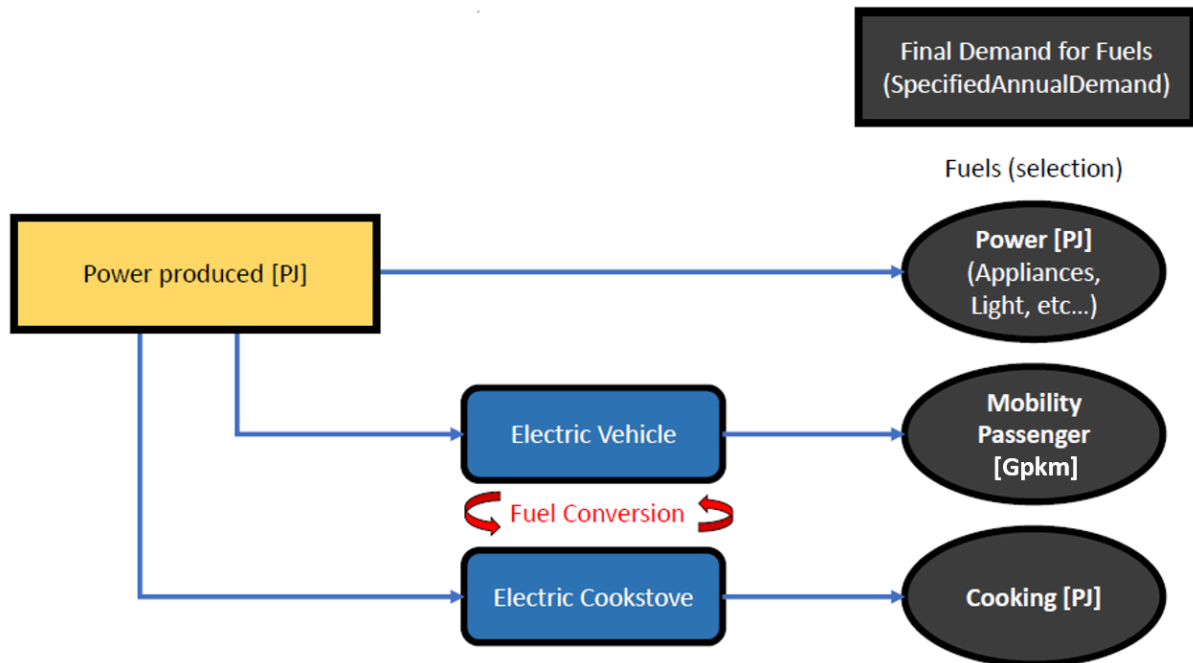 Final Demand for Fuels
(SpecifiedAnnualDemand)
Fuels (selection)
Power produced [PJ]
Power [PJ]
(Appliances,
Light, etc...)
Electric Vehicle
Mobility
Passenger
[Gpkm]
Fuel Conversion
Electric Cookstove
Cooking [PJ]